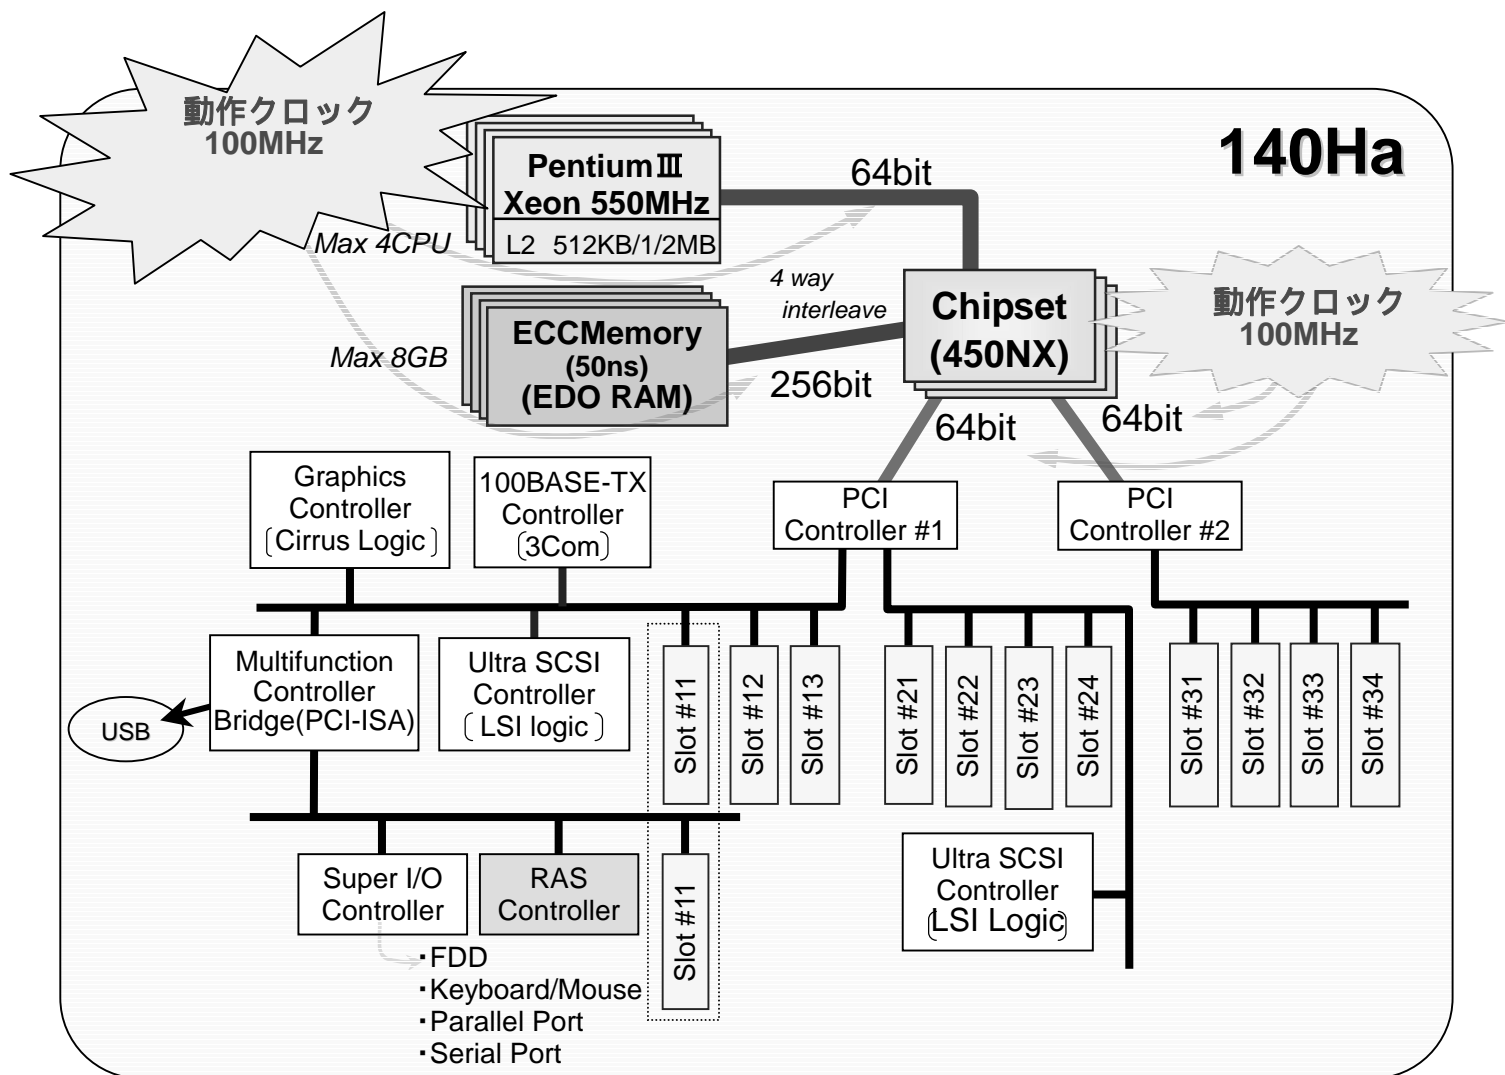 動作クロック
100MHz
140Ha
PentiumⅢ
Xeon 550MHz
L2 512KB/1/2MB
Max 4CPU
64bit
4 way
interleave
Chipset
(450NX)
動作クロック
100MHz
ECCMemory
(50ns)
(EDO RAM)
Max 8GB
256bit
64bit
64bit
Graphics
Controller
〔Cirrus Logic〕
100BASE-TX
Controller
〔3Com〕
PCI
Controller #1
PCI
Controller #2
Multifunction
Controller
Bridge(PCI-ISA)
USB
Ultra SCSI
Controller
〔LSI logic〕
Slot #11
Slot #12
Slot #13
Slot #21
Slot #22
Slot #23
Slot #24
Slot #31
Slot #32
Slot #33
Slot #34
Super I/O
Controller
RAS
Controller
Slot #11
Ultra SCSI
Controller
〔LSI Logic〕
・FDD
・Keyboard/Mouse
・Parallel Port
・Serial Port